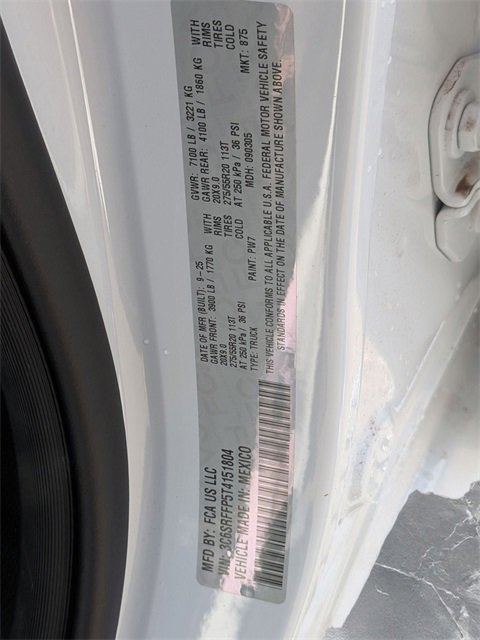 MFD BY: FCA US LLC
DATE OF MFR (BUILT): 9-25 GVWR: 7100 LB / 3221 KG
GAWR FRONT: 3900 LB / 1770 KG WITH GAWR REAR: 4100 LB / 1860 KG WITH
20X9.0 RIMS 20X9.0 RIMS
275/55R20 113T TIRES 275/55R20 113T TIRES
AT 250 kPa / 36 PSI COLD AT 250 kPa / 36 PSI COLD
VIN: 3C6SRFFP5T4151804
TYPE: TRUCK PAINT: PW7 MDH: 090305 MKT: 875
VEHICLE MADE IN: MEXICO
THIS VEHICLE CONFORMS TO ALL APPLICABLE U.S.A. FEDERAL MOTOR VEHICLE SAFETY
STANDARDS IN EFFECT ON THE DATE OF MANUFACTURE SHOWN ABOVE.